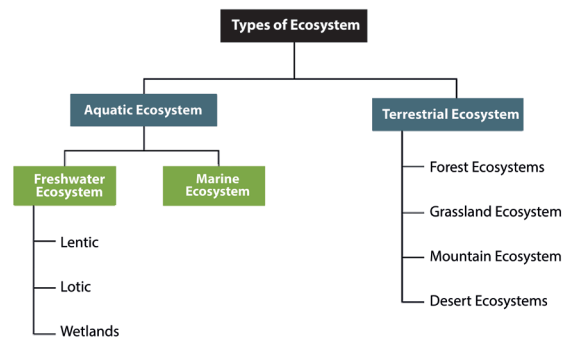 Types of Ecosystem
Aquatic Ecosystem
Terrestrial Ecosystem
Freshwater
Ecosystem
Marine
Ecosystem
Lentic
Lotic
Wetlands
Forest Ecosystems
Grassland Ecosystem
Mountain Ecosystem
Desert Ecosystems